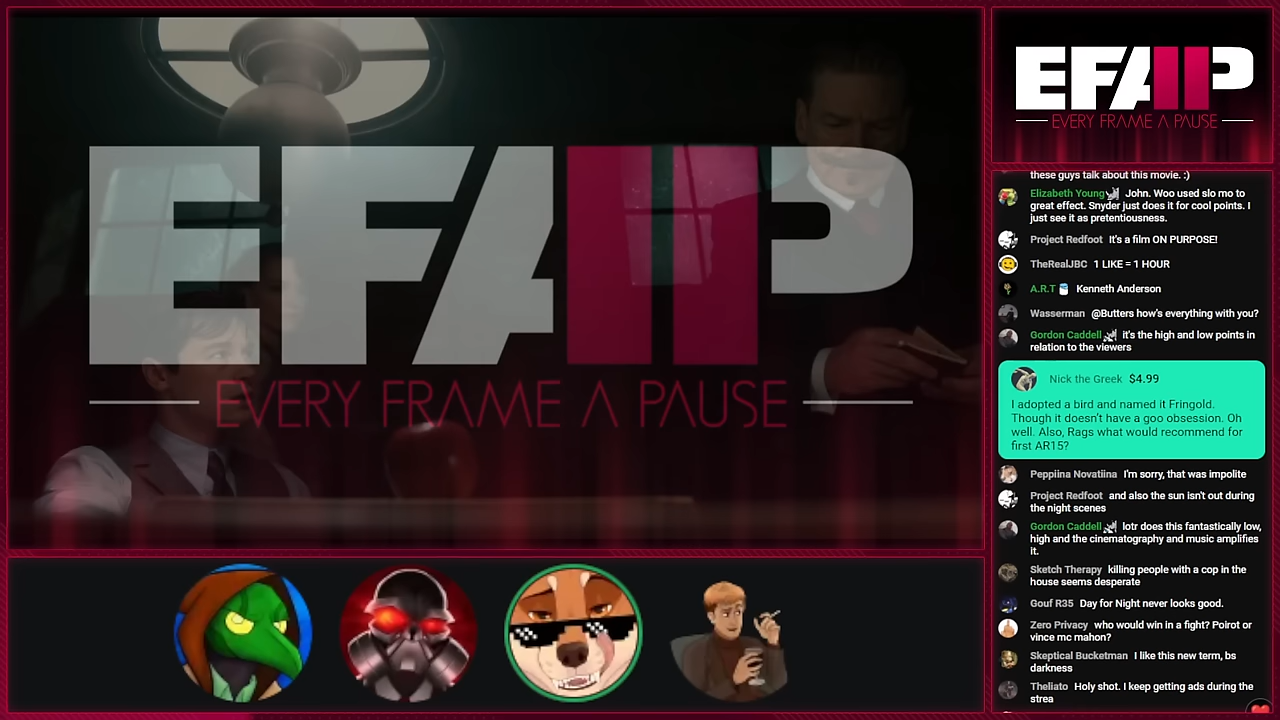 EFAP
EVERY FRAME A PAUSE
EFAP
EVERY FRAME A PAUSE
these guys talk about this movie. :)
Elizabeth Young John. Woo used slo mo to
great effect. Snyder just does it for cool points. I
just see it as pretentiousness.
Project Redfoot It's a film ON PURPOSE!
TheRealJBC 1 LIKE = 1 HOUR
A.R.T Kenneth Anderson
Wasserman @Butters how's everything with you?
Gordon Caddell it's the high and low points in
relation to the viewers
Nick the Greek $4.99
I adopted a bird and named it Fringold.
Though it doesn't have a goo obsession. Oh
well. Also, Rags what would recommend for
first AR15?
Peppiina Novatiina I'm sorry, that was impolite
Project Redfoot and also the sun isn't out during
the night scenes
Gordon Caddell lotr does this fantastically low,
high and the cinematography and music amplifies
it.
Sketch Therapy killing people with a cop in the
house seems desperate
Gouf R35 Day for Night never looks good.
Zero Privacy who would win in a fight? Poirot or
vince mc mahon?
Skeptical Bucketman I like this new term, bs
darkness
Theliato Holy shot. I keep getting ads during the
strea